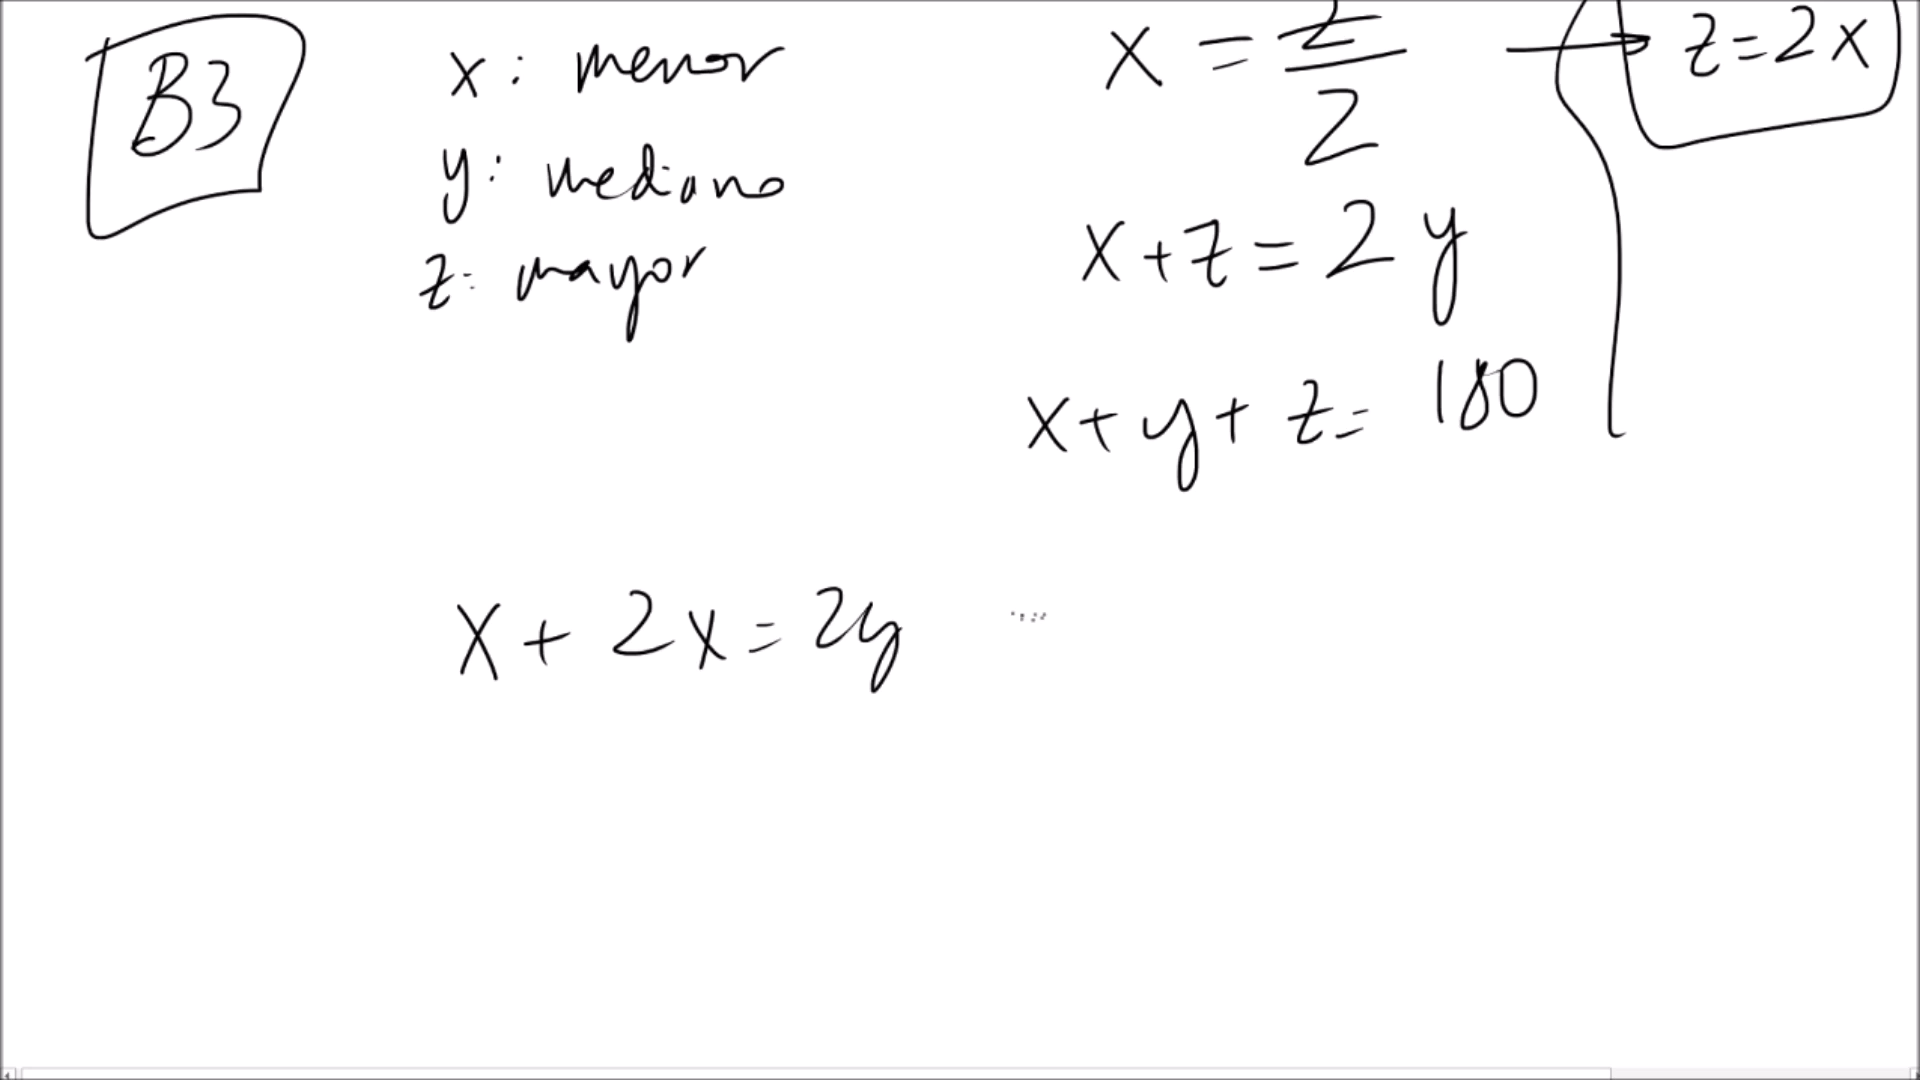 B3
x: menor
y: mediano
z: mayor
x = z/2
z=2x
x+z=2y
x+y+z= 180
x+2x=2y